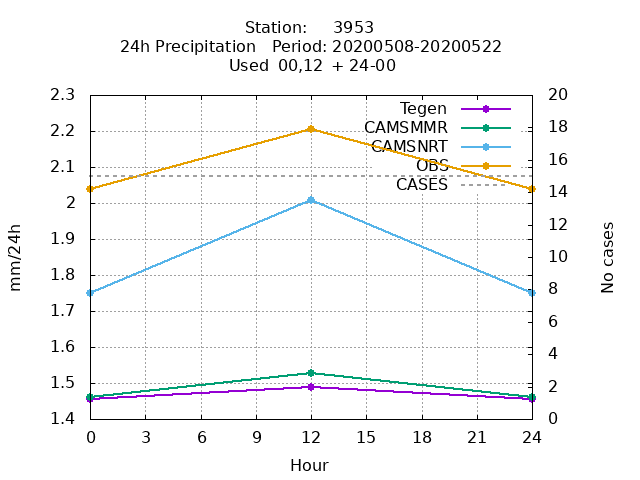 Station: 3953
24h Precipitation Period: 20200508-20200522
Used 00,12 + 24-00
2.3
2.2
2.1
2
1.9
1.8
1.7
1.6
1.5
1.4
mm/24h
Tegen
CAMSMMR
CAMSNRT
OBS
CASES
20
18
16
14
12
10
8
6
4
2
0
No cases
0 3 6 9 12 15 18 21 24
Hour